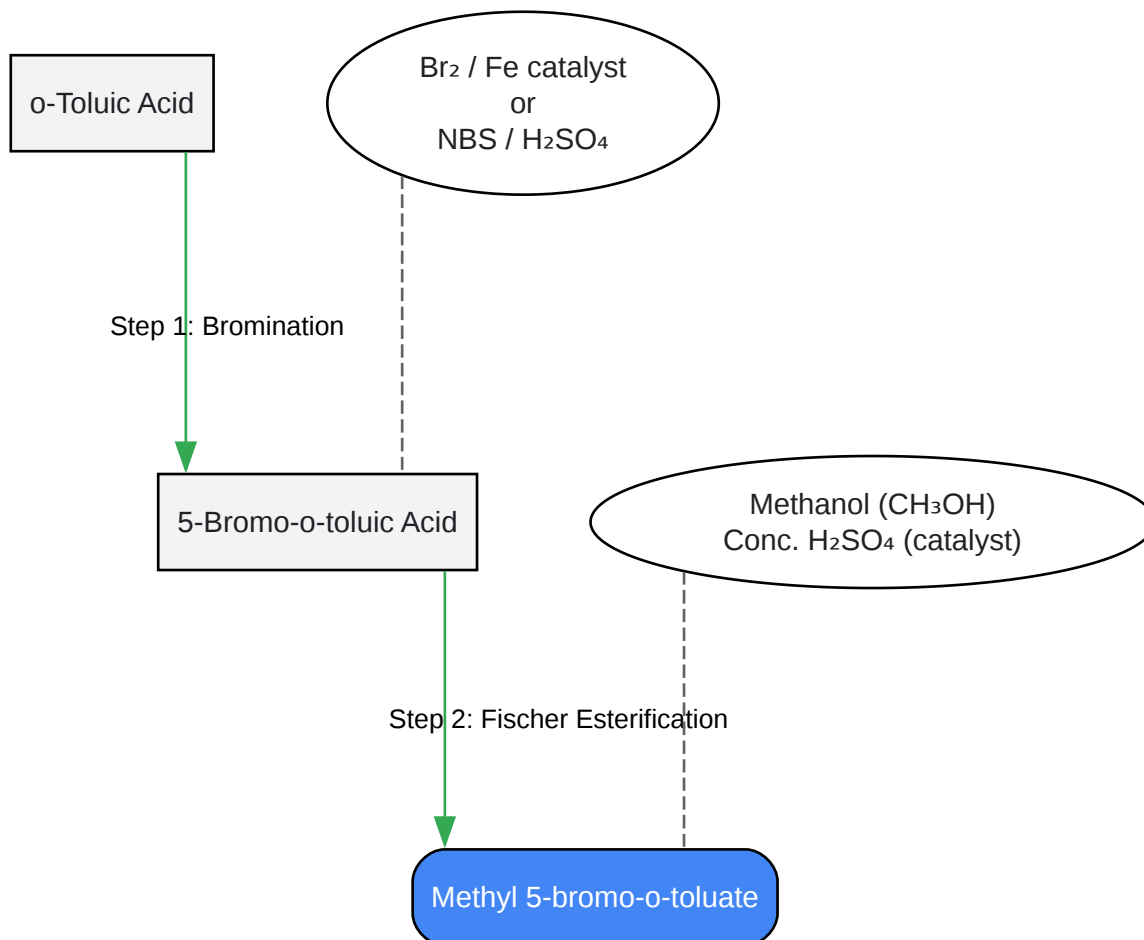 o-Toluic Acid
Br₂ / Fe catalyst
or
NBS / H₂SO₄
Step 1: Bromination
5-Bromo-o-toluic Acid
Methanol (CH₃OH)
Conc. H₂SO₄ (catalyst)
Step 2: Fischer Esterification
Methyl 5-bromo-o-toluate